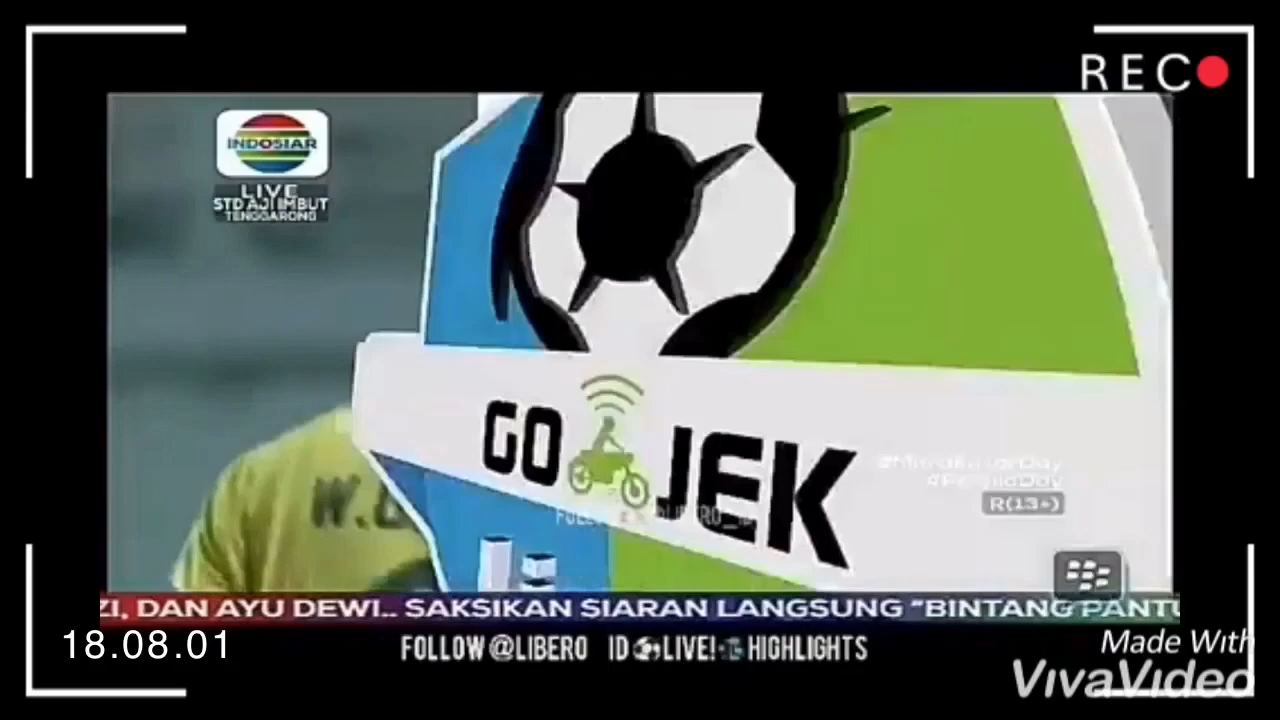 REC
INDOSIAR
LIVE
STD AJI IMBUT
TENGGARONG
GO JEK
W.
R(13+)
ZI, DAN AYU DEWI.. SAKSIKAN SIARAN LANGSUNG "BINTANG PANTU
18.08.01
FOLLOW @LIBERO ID LIVE! HIGHLIGHTS
Made With
VivaVideo